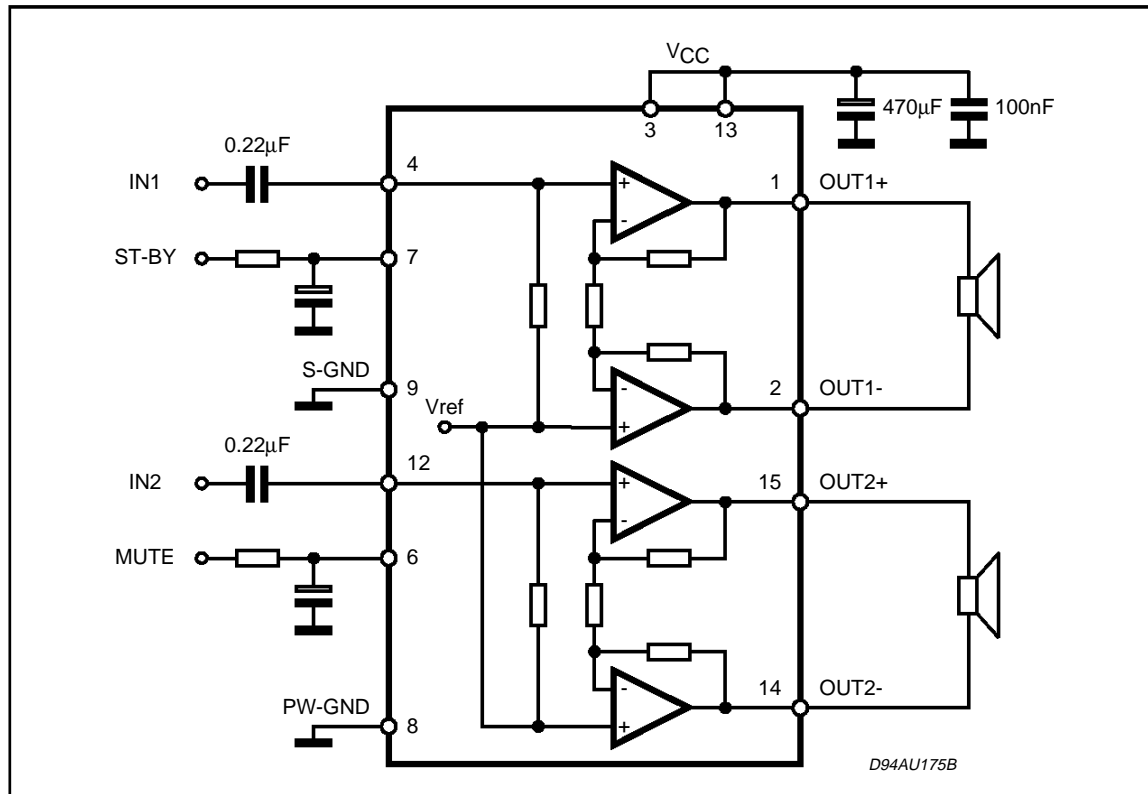 VCC
470µF
100nF
3
13
0.22µF
IN1
4
+
-
1
OUT1+
ST-BY
7
S-GND
9
Vref
-
+
2
OUT1-
0.22µF
IN2
12
+
-
15
OUT2+
MUTE
6
PW-GND
8
-
+
14
OUT2-
D94AU175B